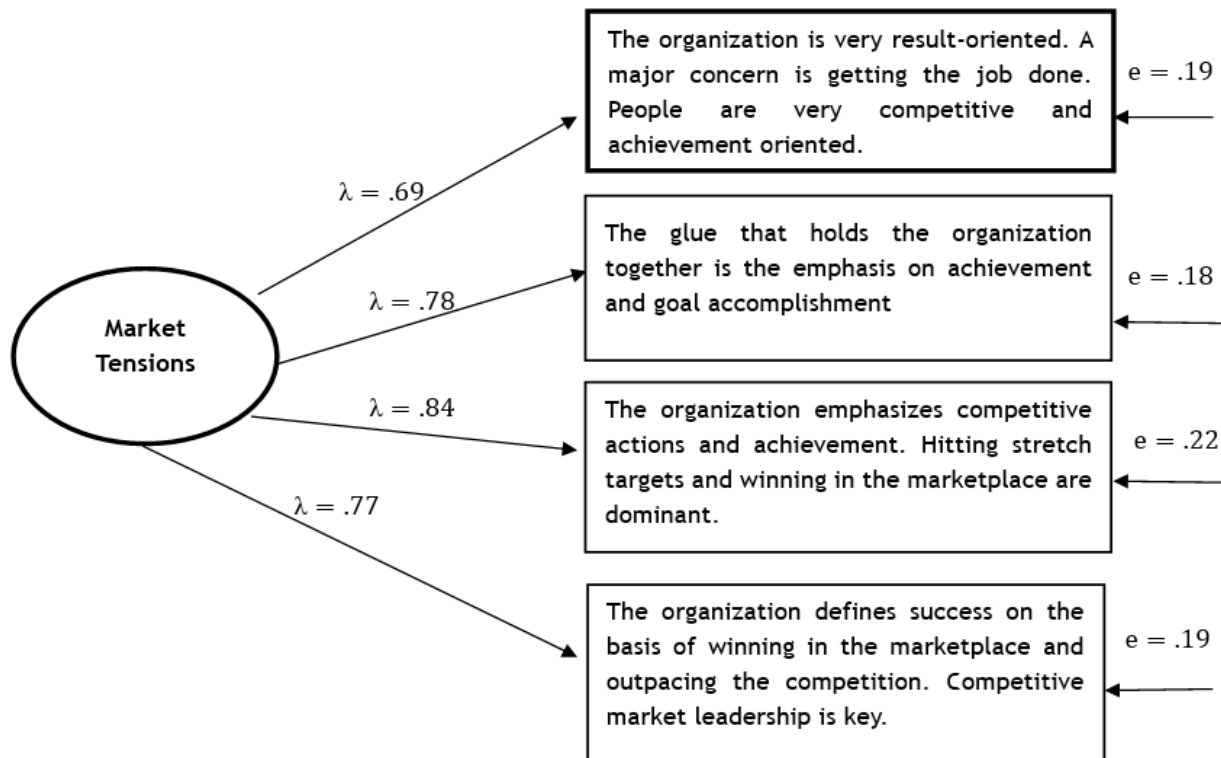 The organization is very result-oriented. A
major concern is getting the job done.
People are very competitive and
achievement oriented.
e = .19
λ = .69
The glue that holds the organization
together is the emphasis on achievement
and goal accomplishment
e = .18
λ = .78
Market
Tensions
λ = .84
The organization emphasizes competitive
actions and achievement. Hitting stretch
targets and winning in the marketplace are
dominant.
e = .22
λ = .77
The organization defines success on the
basis of winning in the marketplace and
outpacing the competition. Competitive
market leadership is key.
e = .19